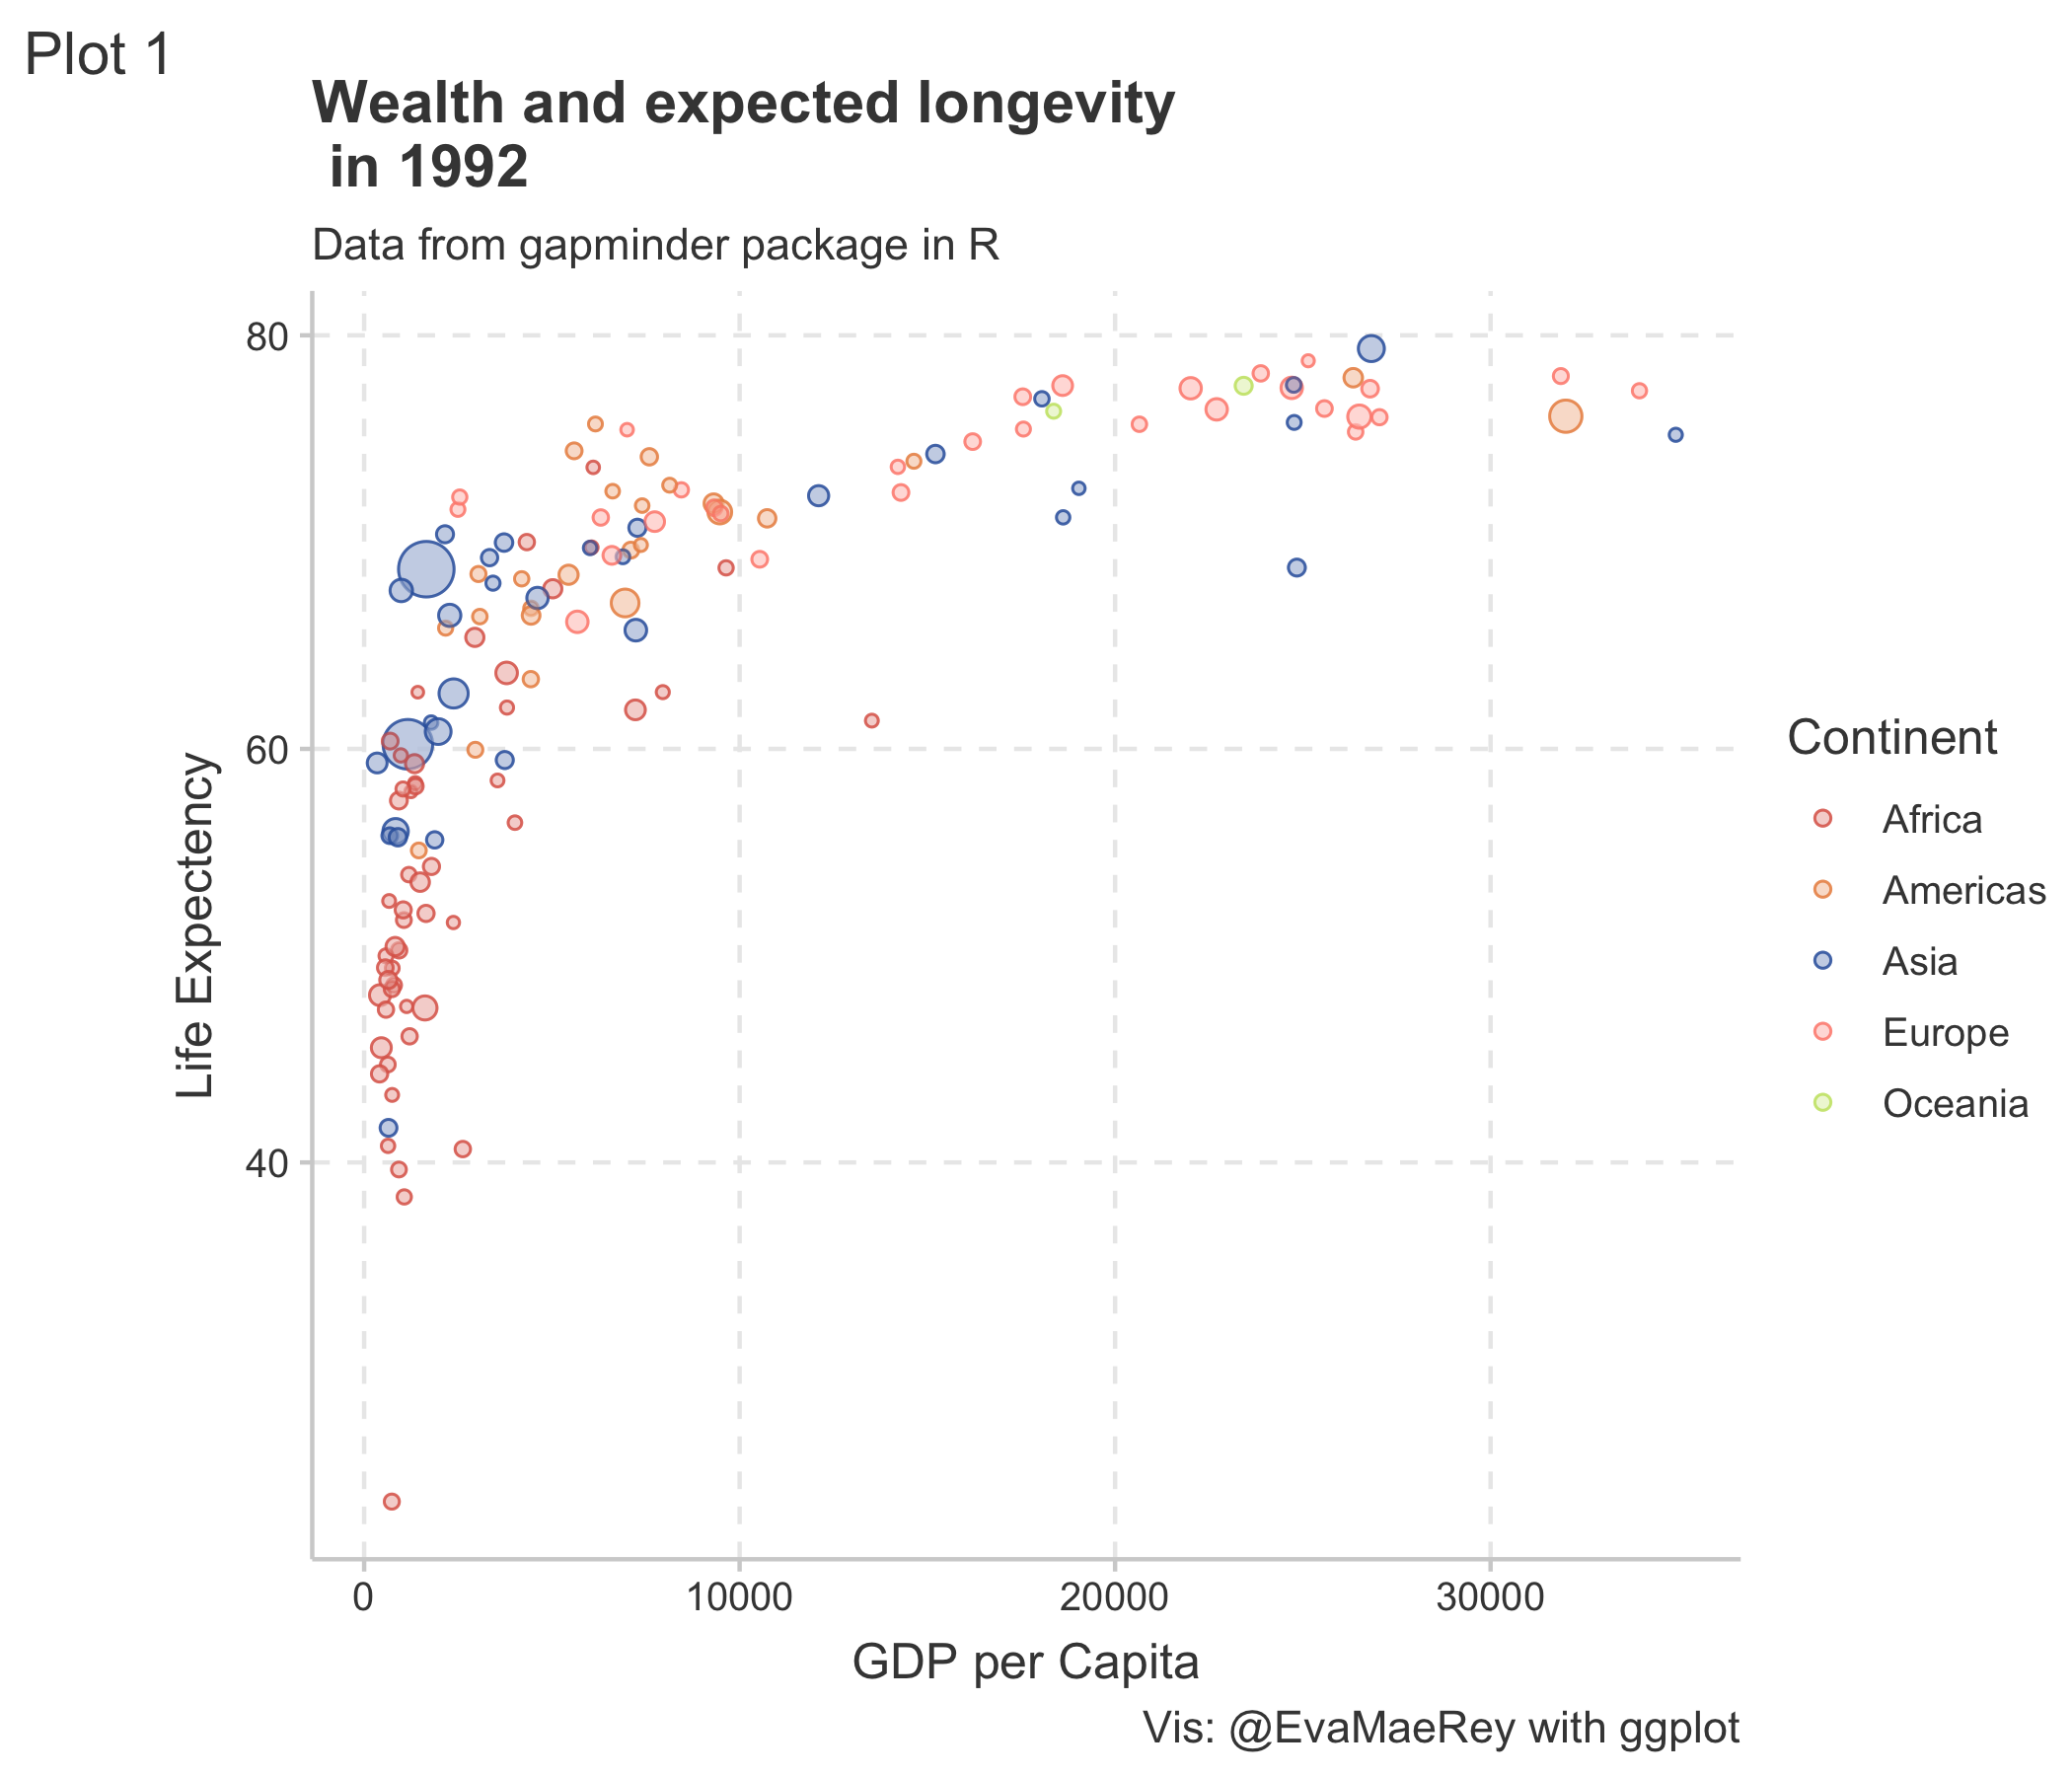 Plot 1
Wealth and expected longevity
in 1992
Data from gapminder package in R
80
60
40
Life Expectency
0
10000
20000
30000
GDP per Capita
Continent
Africa
Americas
Asia
Europe
Oceania
Vis: @EvaMaeRey with ggplot